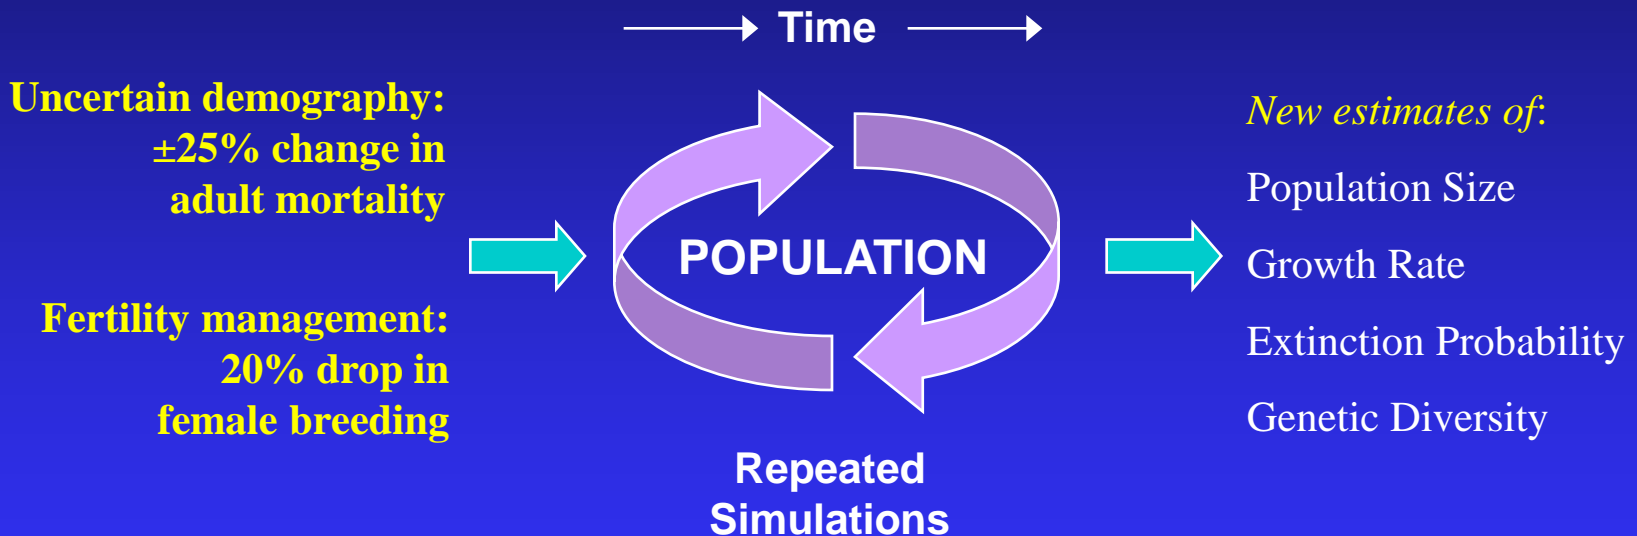 Time
Uncertain demography:
±25% change in
adult mortality
Fertility management:
20% drop in
female breeding
POPULATION
Repeated
Simulations
New estimates of:
Population Size
Growth Rate
Extinction Probability
Genetic Diversity